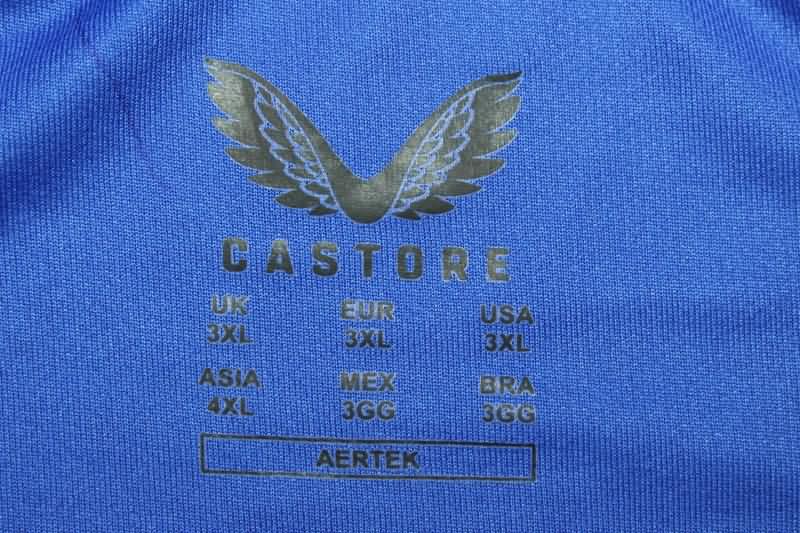 CASTORE
UK EUR USA
3XL 3XL 3XL
ASIA MEX BRA
4XL 3GG 3GG
AERTEK